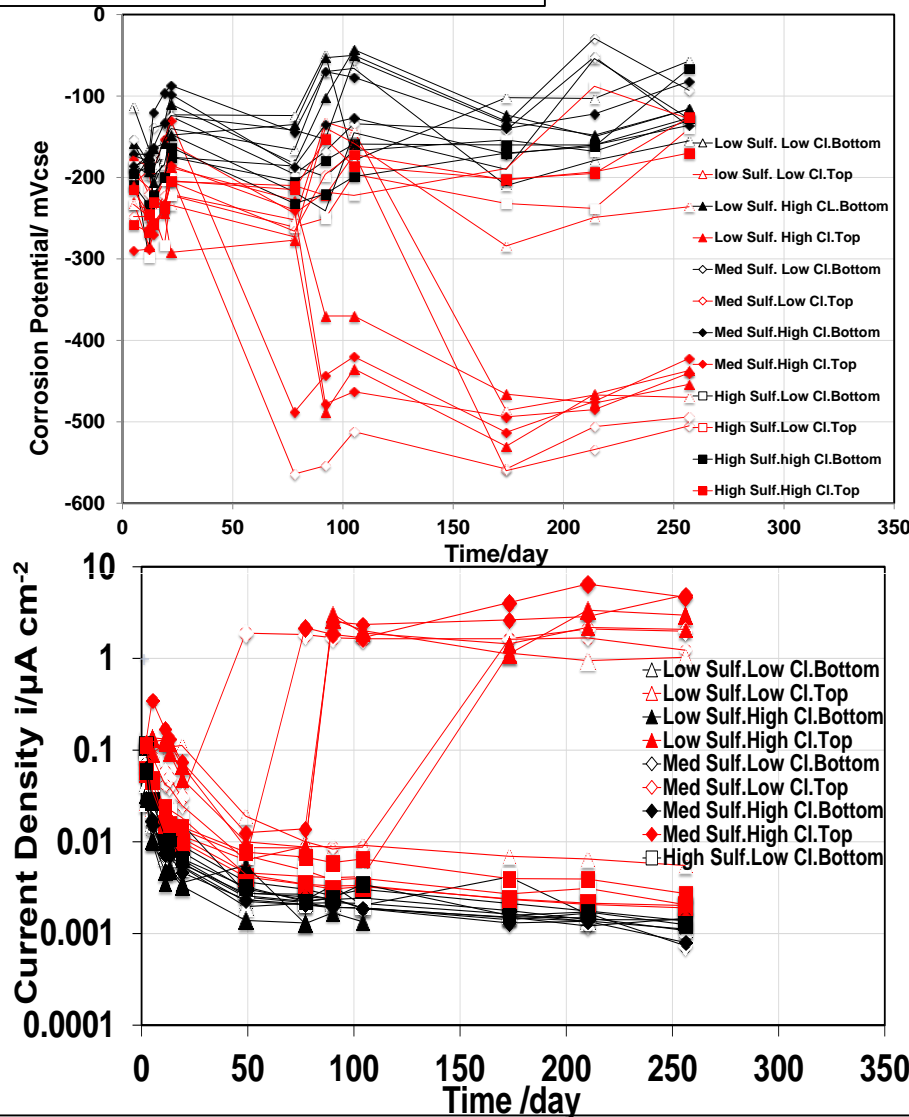 0
-100
-200
-300
-400
-500
-600
Corrosion Potential/ mVcse
0 50 100 150 200 250 300 350
Time/day
Low Sulf. Low Cl.Bottom
low Sulf. Low Cl.Top
Low Sulf. High CL.Bottom
Low Sulf. High Cl.Top
Med Sulf. Low Cl.Bottom
Med Sulf.Low Cl.Top
Med Sulf.High Cl.Bottom
Med Sulf.High Cl.Top
High Sulf.Low Cl.Bottom
High Sulf.Low Cl.Top
High Sulf.high Cl.Bottom
High Sulf.High Cl.Top
10
1
0.1
0.01
0.001
0.0001
Current Density i/µA cm-2
0 50 100 150 200 250 300 350
Time /day
Low Sulf.Low Cl.Bottom
Low Sulf.Low Cl.Top
Low Sulf.High Cl.Bottom
Low Sulf.High Cl.Top
Med Sulf.Low Cl.Bottom
Med Sulf.Low Cl.Top
Med Sulf.High Cl.Bottom
Med Sulf.High Cl.Top
High Sulf.Low Cl.Bottom